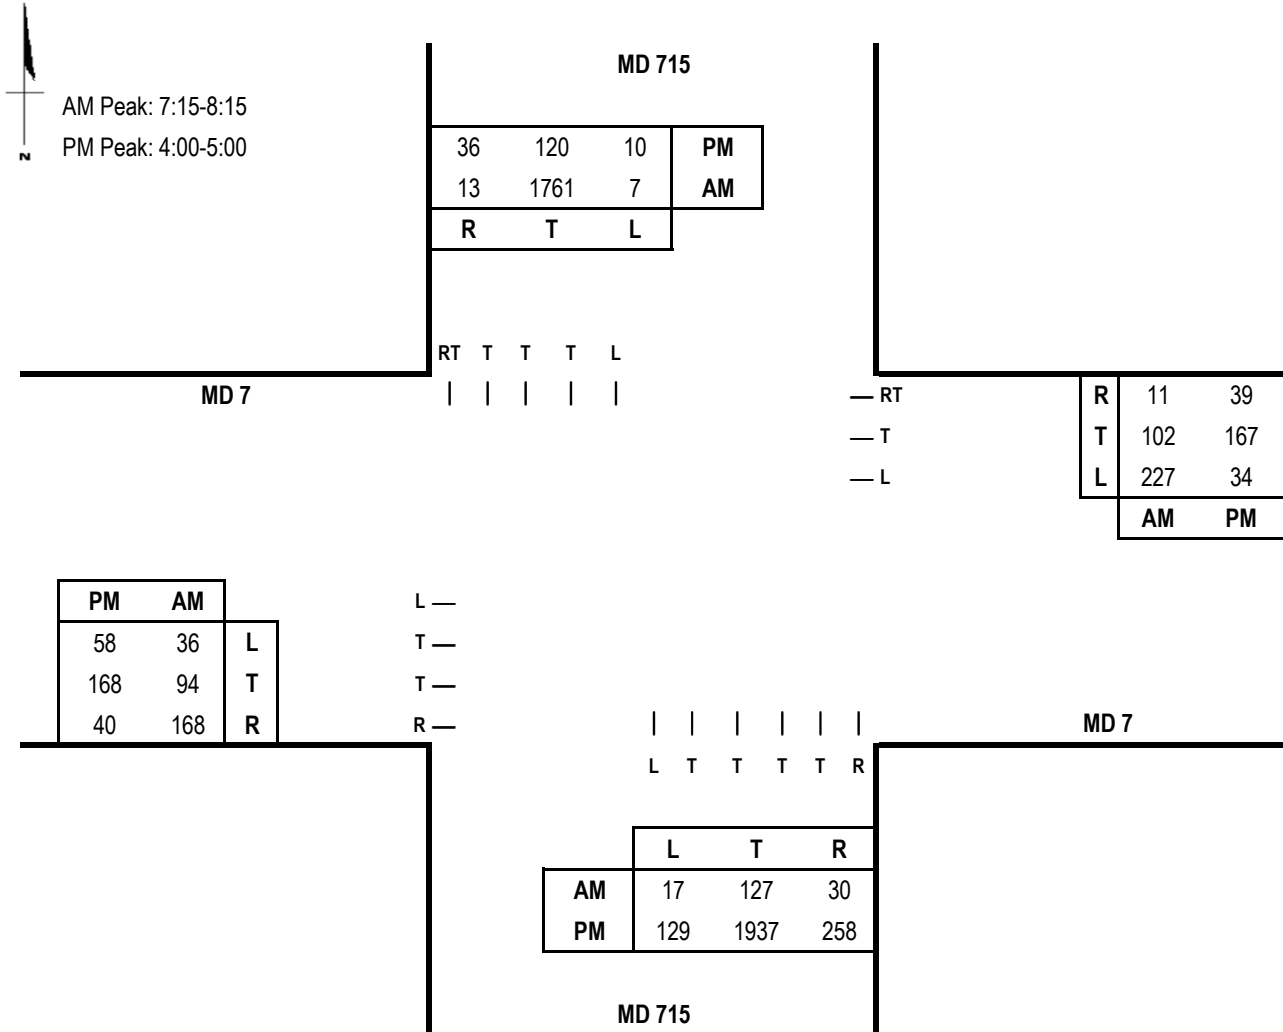 MD 715
AM Peak: 7:15-8:15
PM Peak: 4:00-5:00
N
36 120 10 PM
13 1761 7 AM
R T L
RT T T T L
MD 7
RT
T
L
R 11 39
T 102 167
L 227 34
AM PM
PM AM
58 36 L
168 94 T
40 168 R
L
T
T
R
MD 7
L T T T T R
L T R
AM 17 127 30
PM 129 1937 258
MD 715